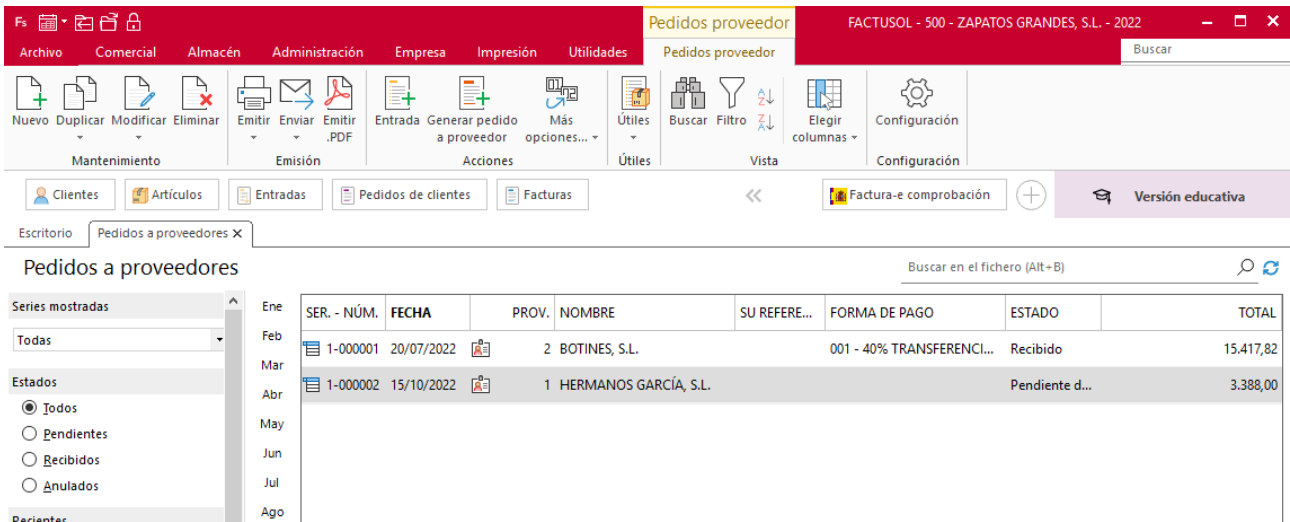 Fs Pedidos proveedor FACTUSOL - 500 - ZAPATOS GRANDES, S.L. - 2022
Archivo Comercial Almacén Administración Empresa Impresión Utilidades Pedidos proveedor Buscar
Nuevo Duplicar Modificar Eliminar Emitir Enviar Emitir .PDF Entrada Generar pedido a proveedor Más opciones... Útiles Buscar Filtro Elegir columnas Configuración
Mantenimiento Emisión Acciones Útiles Vista Configuración
Clientes Artículos Entradas Pedidos de clientes Facturas Factura-e comprobación Versión educativa
Escritorio Pedidos a proveedores X
Pedidos a proveedores Buscar en el fichero (Alt+B)
Series mostradas
Todas
Estados
Todos
Pendientes
Recibidos
Anulados
Recientes
Ene
Feb
Mar
Abr
May
Jun
Jul
Ago
SER. - NÚM. FECHA PROV. NOMBRE SU REFERE... FORMA DE PAGO ESTADO TOTAL
1-000001 20/07/2022 2 BOTINES, S.L. 001 - 40% TRANSFERENCI... Recibido 15.417,82
1-000002 15/10/2022 1 HERMANOS GARCÍA, S.L. Pendiente d... 3.388,00